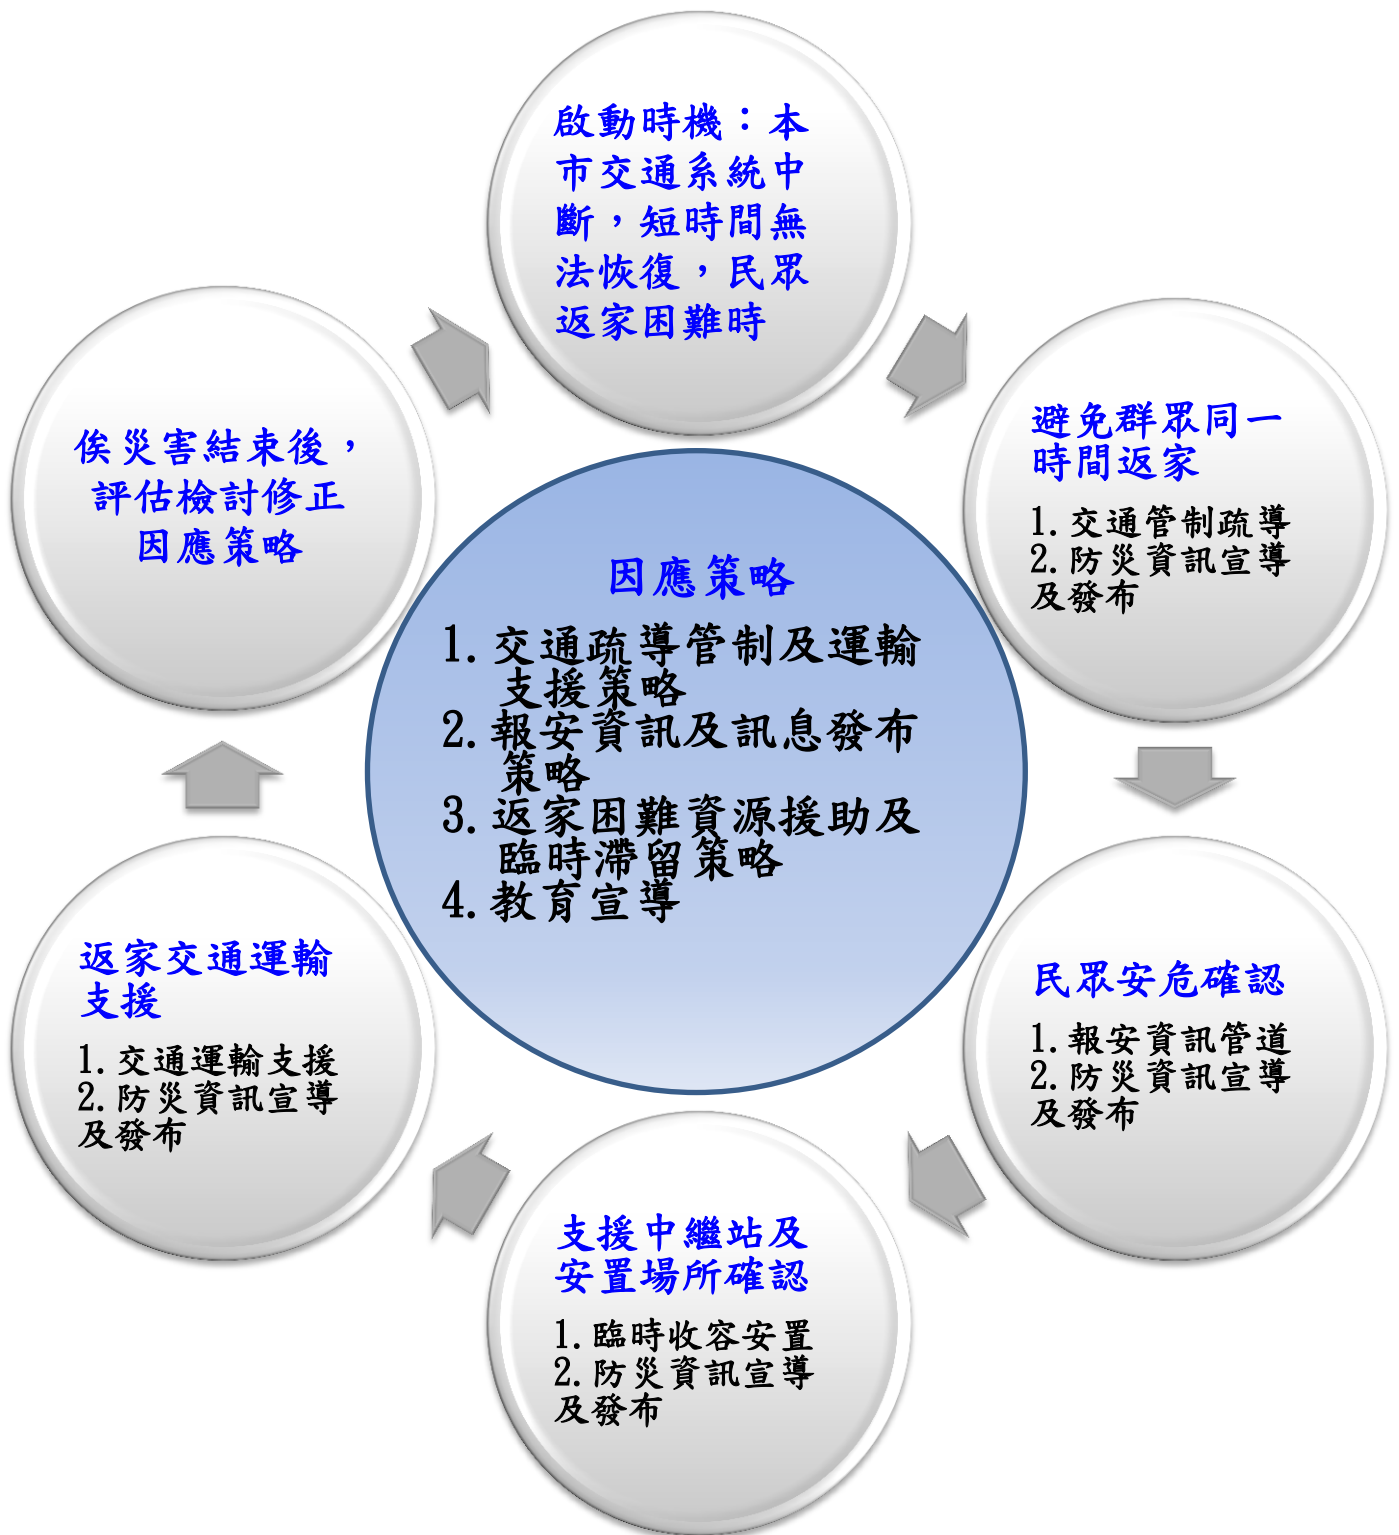 啟動時機：本
市交通系統中
斷，短時間無
法恢復，民眾
返家困難時
避免群眾同一
時間返家
1.交通管制疏導
2.防災資訊宣導
及發布
民眾安危確認
1.報安資訊管道
2.防災資訊宣導
及發布
支援中繼站及
安置場所確認
1.臨時收容安置
2.防災資訊宣導
及發布
返家交通運輸
支援
1.交通運輸支援
2.防災資訊宣導
及發布
俟災害結束後，
評估檢討修正
因應策略
因應策略
1.交通疏導管制及運輸
支援策略
2.報安資訊及訊息發布
策略
3.返家困難資源援助及
臨時滯留策略
4.教育宣導